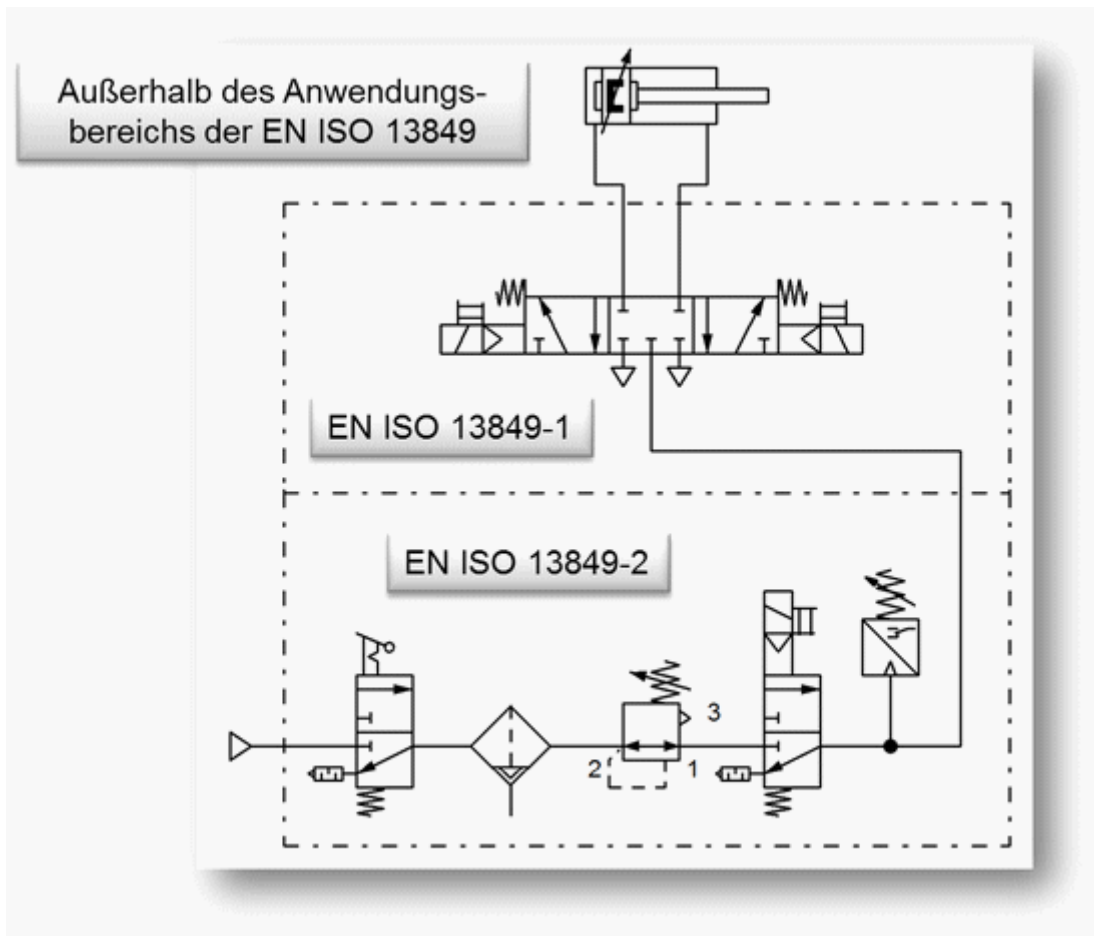 Außerhalb des Anwendungs-
bereichs der EN ISO 13849
EN ISO 13849-1
EN ISO 13849-2
3
2
1